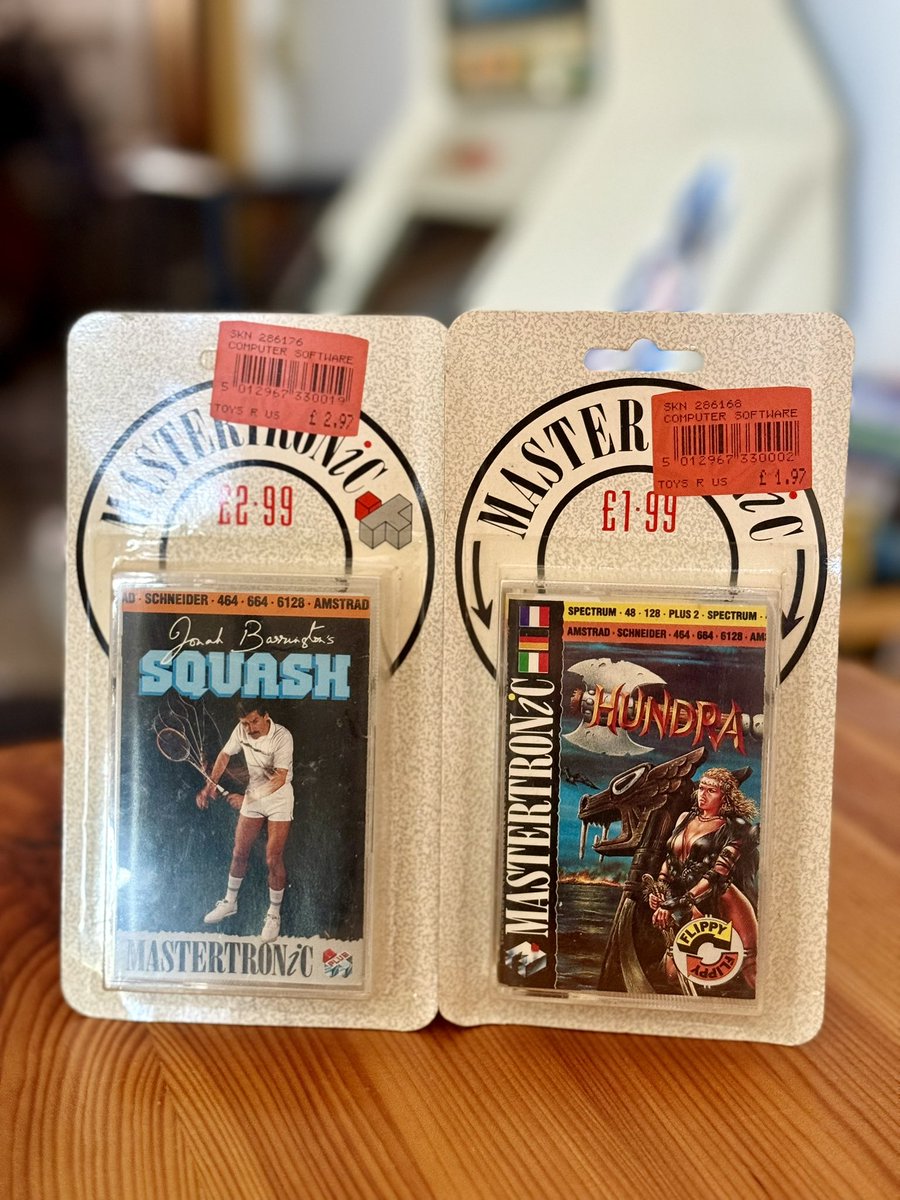 SKN 286176
COMPUTER SOFTWARE
5 012967 330019
TOYS R US £ 2.97
MASTERTRONiC
£2·99
AD · SCHNEIDER · 464 · 664 · 6128 · AMSTRAD
Jonah Barrington's
SQUASH
MASTERTRONiC
PLUS
SKN 286168
COMPUTER SOFTWARE
5 012967 330002
TOYS R US £ 1.97
MASTER iC
£1·99
SPECTRUM · 48 · 128 · PLUS 2 · SPECTRUM ·
AMSTRAD · SCHNEIDER · 464 · 664 · 6128 · AMS
HUNDRA
MASTERTRONiC
FLIPPY
FLIPPY